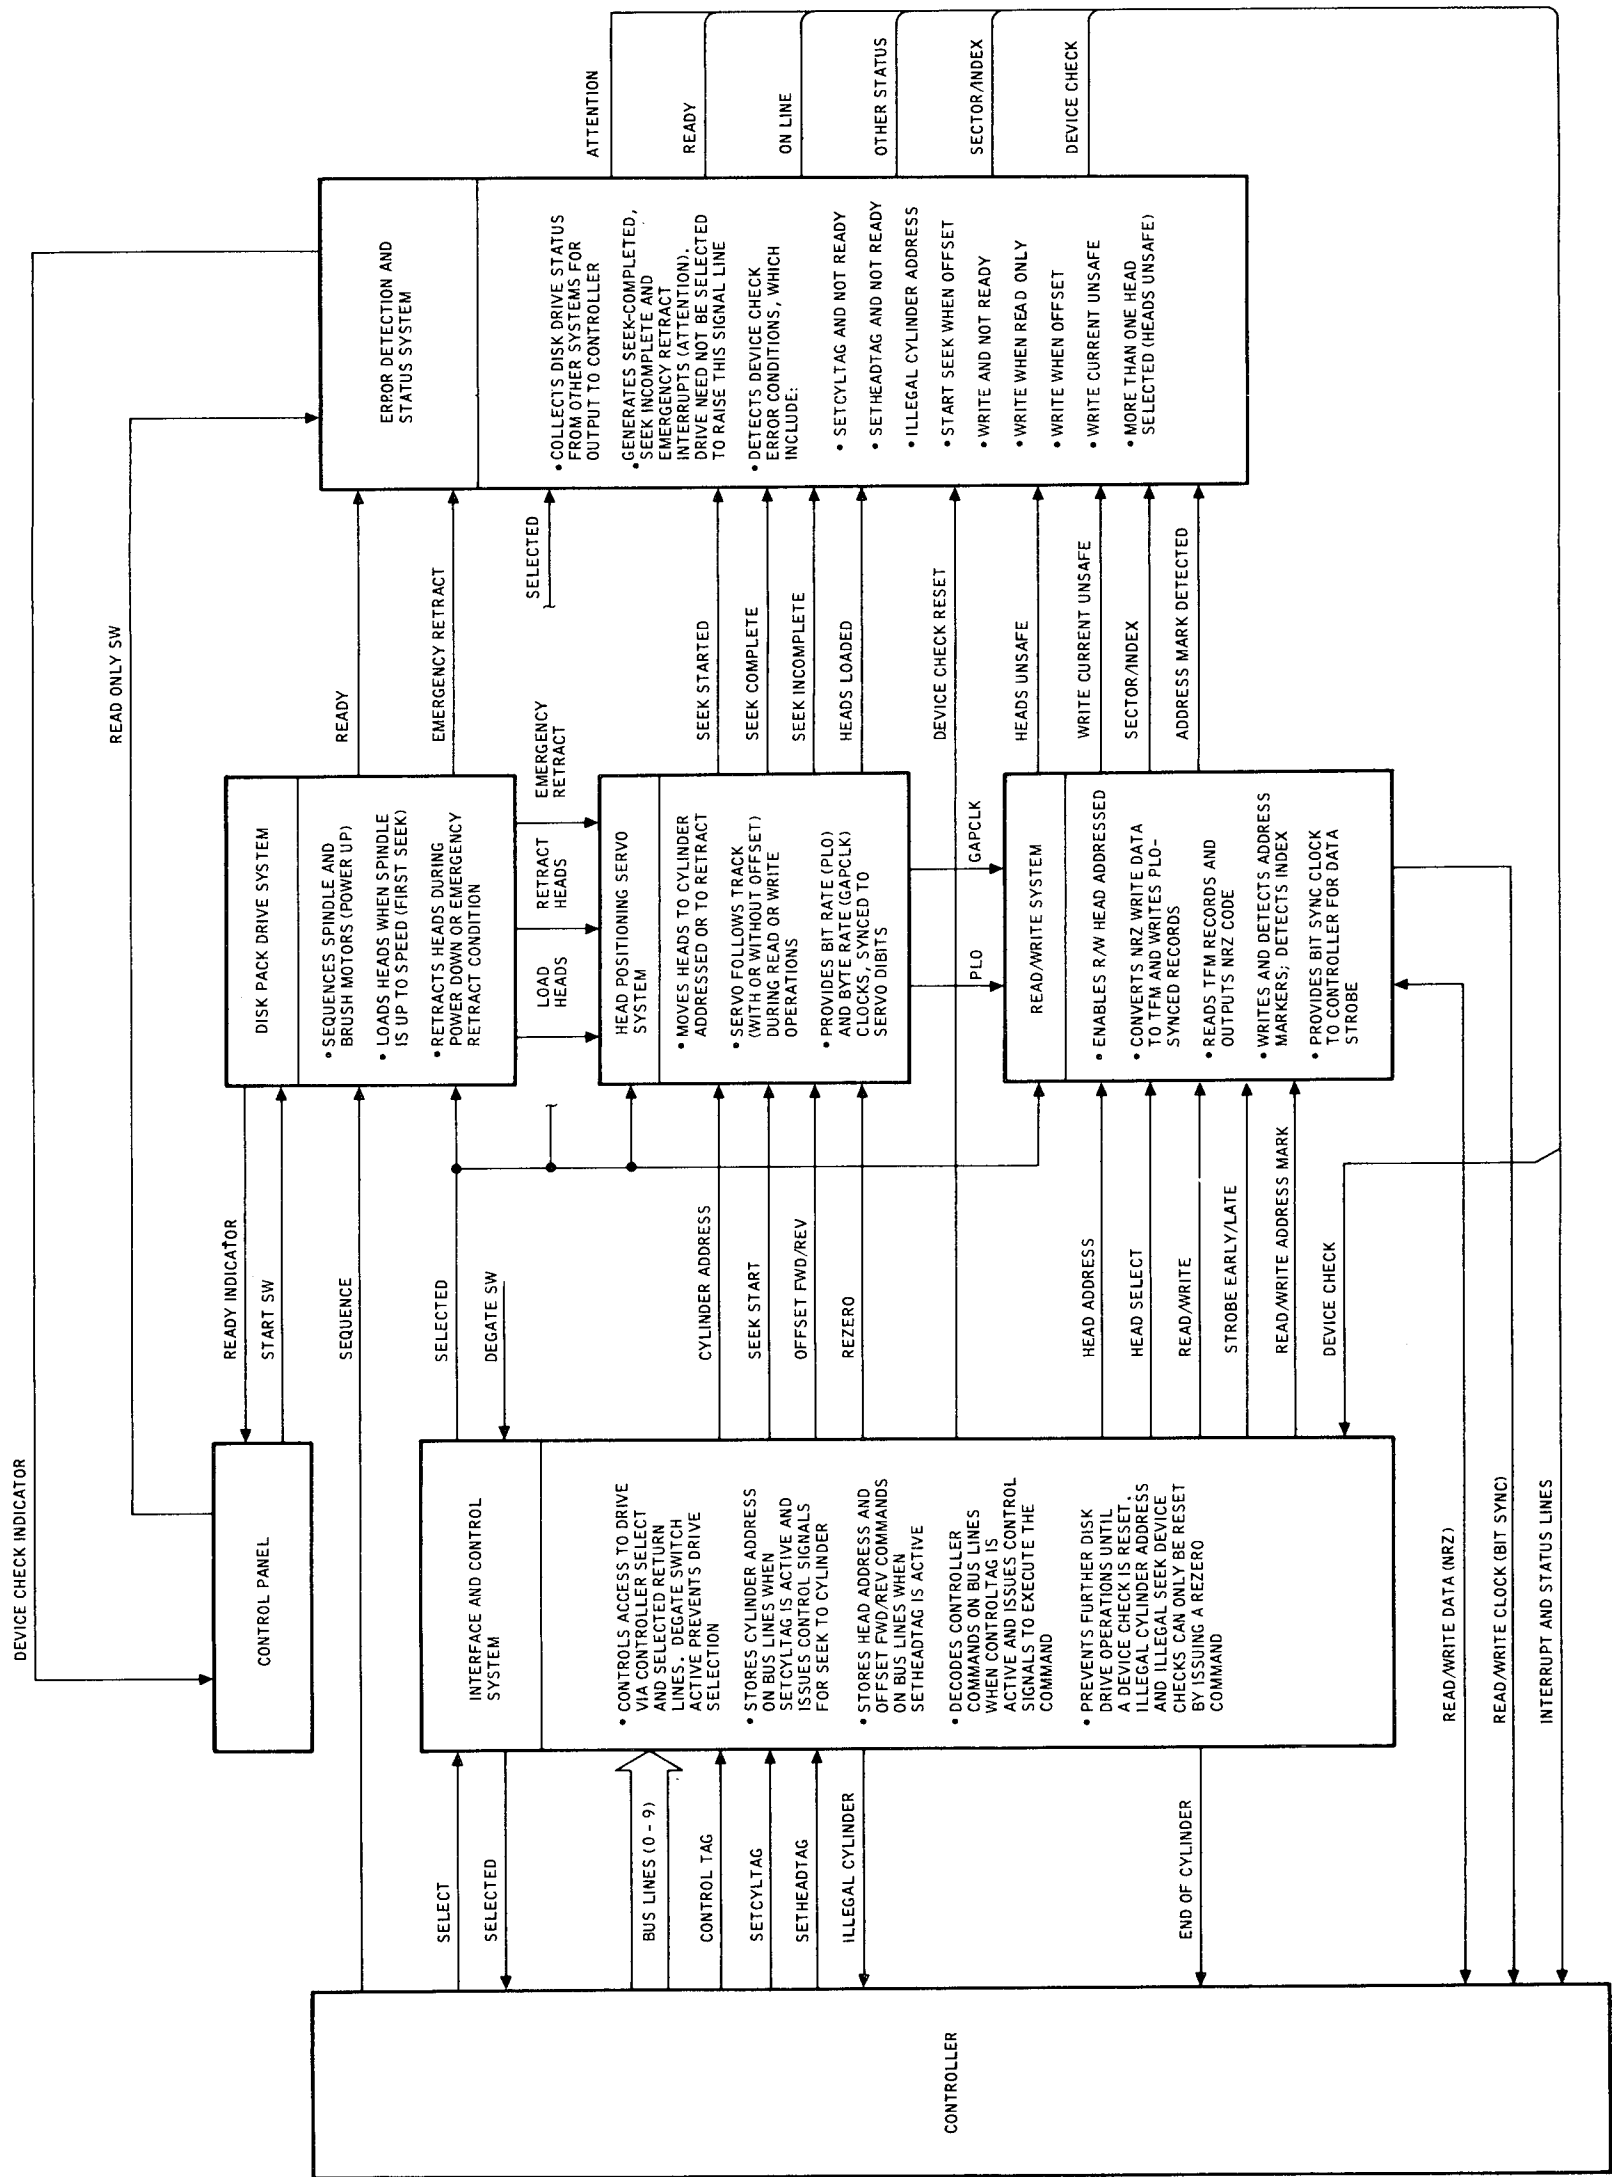 DEVICE CHECK INDICATOR
READ ONLY SW
CONTROL PANEL
READY INDICATOR
START SW
SEQUENCE
DISK PACK DRIVE SYSTEM
• SEQUENCES SPINDLE AND
BRUSH MOTORS (POWER UP)
• LOADS HEADS WHEN SPINDLE
IS UP TO SPEED (FIRST SEEK)
• RETRACTS HEADS DURING
POWER DOWN OR EMERGENCY
RETRACT CONDITION
READY
EMERGENCY RETRACT
ERROR DETECTION AND
STATUS SYSTEM
• COLLECTS DISK DRIVE STATUS
FROM OTHER SYSTEMS FOR
OUTPUT TO CONTROLLER
• GENERATES SEEK-COMPLETED,
SEEK INCOMPLETE AND
EMERGENCY RETRACT
INTERRUPTS (ATTENTION).
DRIVE NEED NOT BE SELECTED
TO RAISE THIS SIGNAL LINE
• DETECTS DEVICE CHECK
ERROR CONDITIONS, WHICH
INCLUDE:
• SETCYLTAG AND NOT READY
• SETHEADTAG AND NOT READY
• ILLEGAL CYLINDER ADDRESS
• START SEEK WHEN OFFSET
• WRITE AND NOT READY
• WRITE WHEN READ ONLY
• WRITE WHEN OFFSET
• WRITE CURRENT UNSAFE
• MORE THAN ONE HEAD
SELECTED (HEADS UNSAFE)
ATTENTION
READY
ON LINE
OTHER STATUS
SECTOR/INDEX
DEVICE CHECK
SELECT
SELECTED
BUS LINES (0 - 9)
CONTROL TAG
SETCYLTAG
SETHEADTAG
ILLEGAL CYLINDER
END OF CYLINDER
CONTROLLER
INTERFACE AND CONTROL
SYSTEM
• CONTROLS ACCESS TO DRIVE
VIA CONTROLLER SELECT
AND SELECTED RETURN
LINES. DEGATE SWITCH
ACTIVE PREVENTS DRIVE
SELECTION
• STORES CYLINDER ADDRESS
ON BUS LINES WHEN
SETCYLTAG IS ACTIVE AND
ISSUES CONTROL SIGNALS
FOR SEEK TO CYLINDER
• STORES HEAD ADDRESS AND
OFFSET FWD/REV COMMANDS
ON BUS LINES WHEN
SETHEADTAG IS ACTIVE
• DECODES CONTROLLER
COMMANDS ON BUS LINES
WHEN CONTROLTAG IS
ACTIVE AND ISSUES CONTROL
SIGNALS TO EXECUTE THE
COMMAND
• PREVENTS FURTHER DISK
DRIVE OPERATIONS UNTIL
A DEVICE CHECK IS RESET.
ILLEGAL CYLINDER ADDRESS
AND ILLEGAL SEEK DEVICE
CHECKS CAN ONLY BE RESET
BY ISSUING A REZERO
COMMAND
SELECTED
DEGATE SW
CYLINDER ADDRESS
SEEK START
OFFSET FWD/REV
REZERO
HEAD ADDRESS
HEAD SELECT
READ/WRITE
STROBE EARLY/LATE
READ/WRITE ADDRESS MARK
DEVICE CHECK
LOAD
HEADS
RETRACT
HEADS
EMERGENCY
RETRACT
SELECTED
HEAD POSITIONING SERVO
SYSTEM
• MOVES HEADS TO CYLINDER
ADDRESSED OR TO RETRACT
• SERVO FOLLOWS TRACK
(WITH OR WITHOUT OFFSET)
DURING READ OR WRITE
OPERATIONS
• PROVIDES BIT RATE (PLO)
AND BYTE RATE (GAPCLK)
CLOCKS, SYNCED TO
SERVO DIBITS
SEEK STARTED
SEEK COMPLETE
SEEK INCOMPLETE
HEADS LOADED
DEVICE CHECK RESET
PLO
GAPCLK
READ/WRITE SYSTEM
• ENABLES R/W HEAD ADDRESSED
• CONVERTS NRZ WRITE DATA
TO TFM AND WRITES PLO-
SYNCED RECORDS
• READS TFM RECORDS AND
OUTPUTS NRZ CODE
• WRITES AND DETECTS ADDRESS
MARKERS; DETECTS INDEX
• PROVIDES BIT SYNC CLOCK
TO CONTROLLER FOR DATA
STROBE
HEADS UNSAFE
WRITE CURRENT UNSAFE
SECTOR/INDEX
ADDRESS MARK DETECTED
READ/WRITE DATA (NRZ)
READ/WRITE CLOCK (BIT SYNC)
INTERRUPT AND STATUS LINES